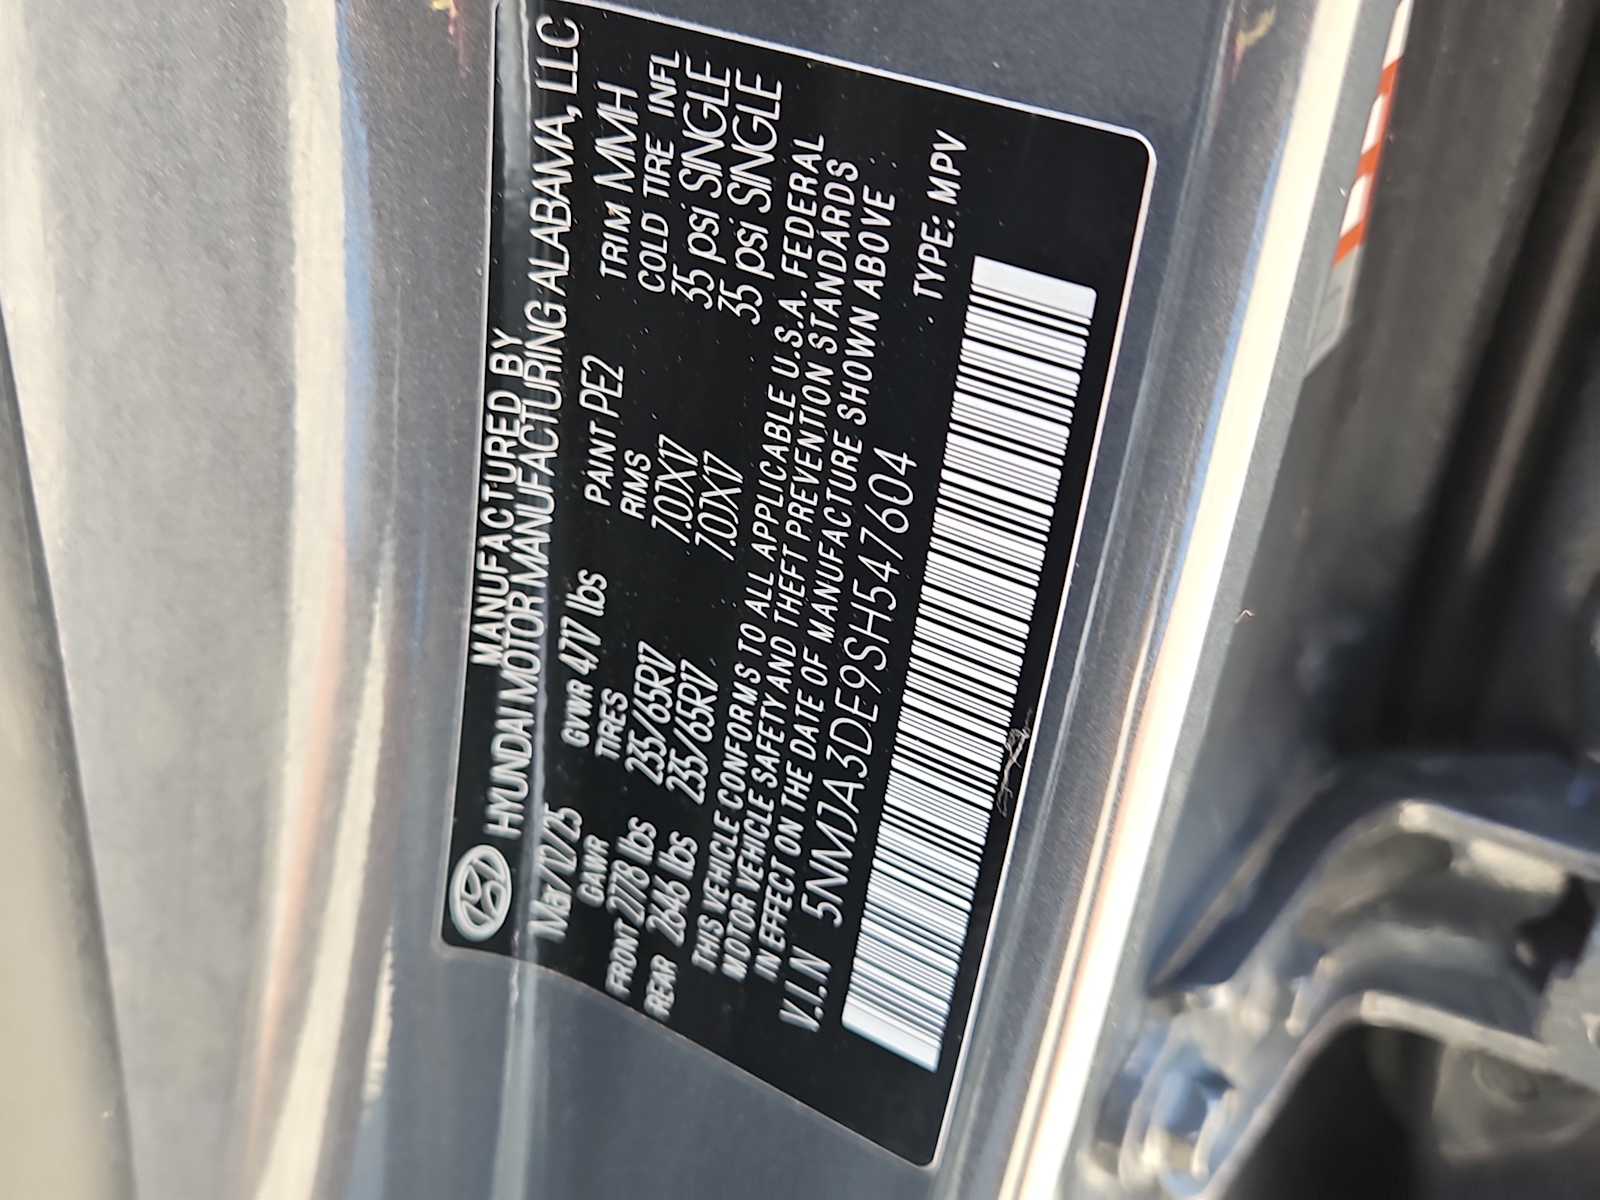 MANUFACTURED BY
HYUNDAI MOTOR MANUFACTURING ALABAMA, LLC
Mar/12/25 GVWR 4717 lbs PAINT PE2 TRIM MMH
GAWR TIRES RIMS COLD TIRE INFL
FRONT 2778 lbs 235/65R17 7.0JX17 35 psi SINGLE
REAR 2646 lbs 235/65R17 7.0JX17 35 psi SINGLE
THIS VEHICLE CONFORMS TO ALL APPLICABLE U.S.A. FEDERAL
MOTOR VEHICLE SAFETY AND THEFT PREVENTION STANDARDS
IN EFFECT ON THE DATE OF MANUFACTURE SHOWN ABOVE
V.I.N 5NMJA3DE9SH547604 TYPE: MPV